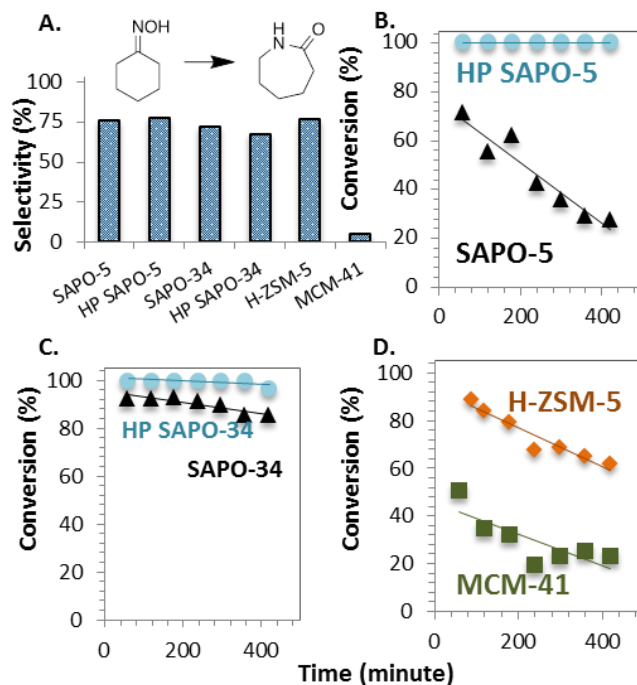 A.
NOH
H
N
O
Selectivity (%)
100
75
50
25
0
SAPO-5
HP SAPO-5
SAPO-34
HP SAPO-34
H-ZSM-5
MCM-41
B.
Conversion (%)
100
80
60
40
20
0
HP SAPO-5
SAPO-5
0 200 400
C.
Conversion (%)
100
80
60
40
20
0
HP SAPO-34
SAPO-34
0 200 400
D.
Conversion (%)
100
80
60
40
20
0
H-ZSM-5
MCM-41
0 200 400
Time (minute)